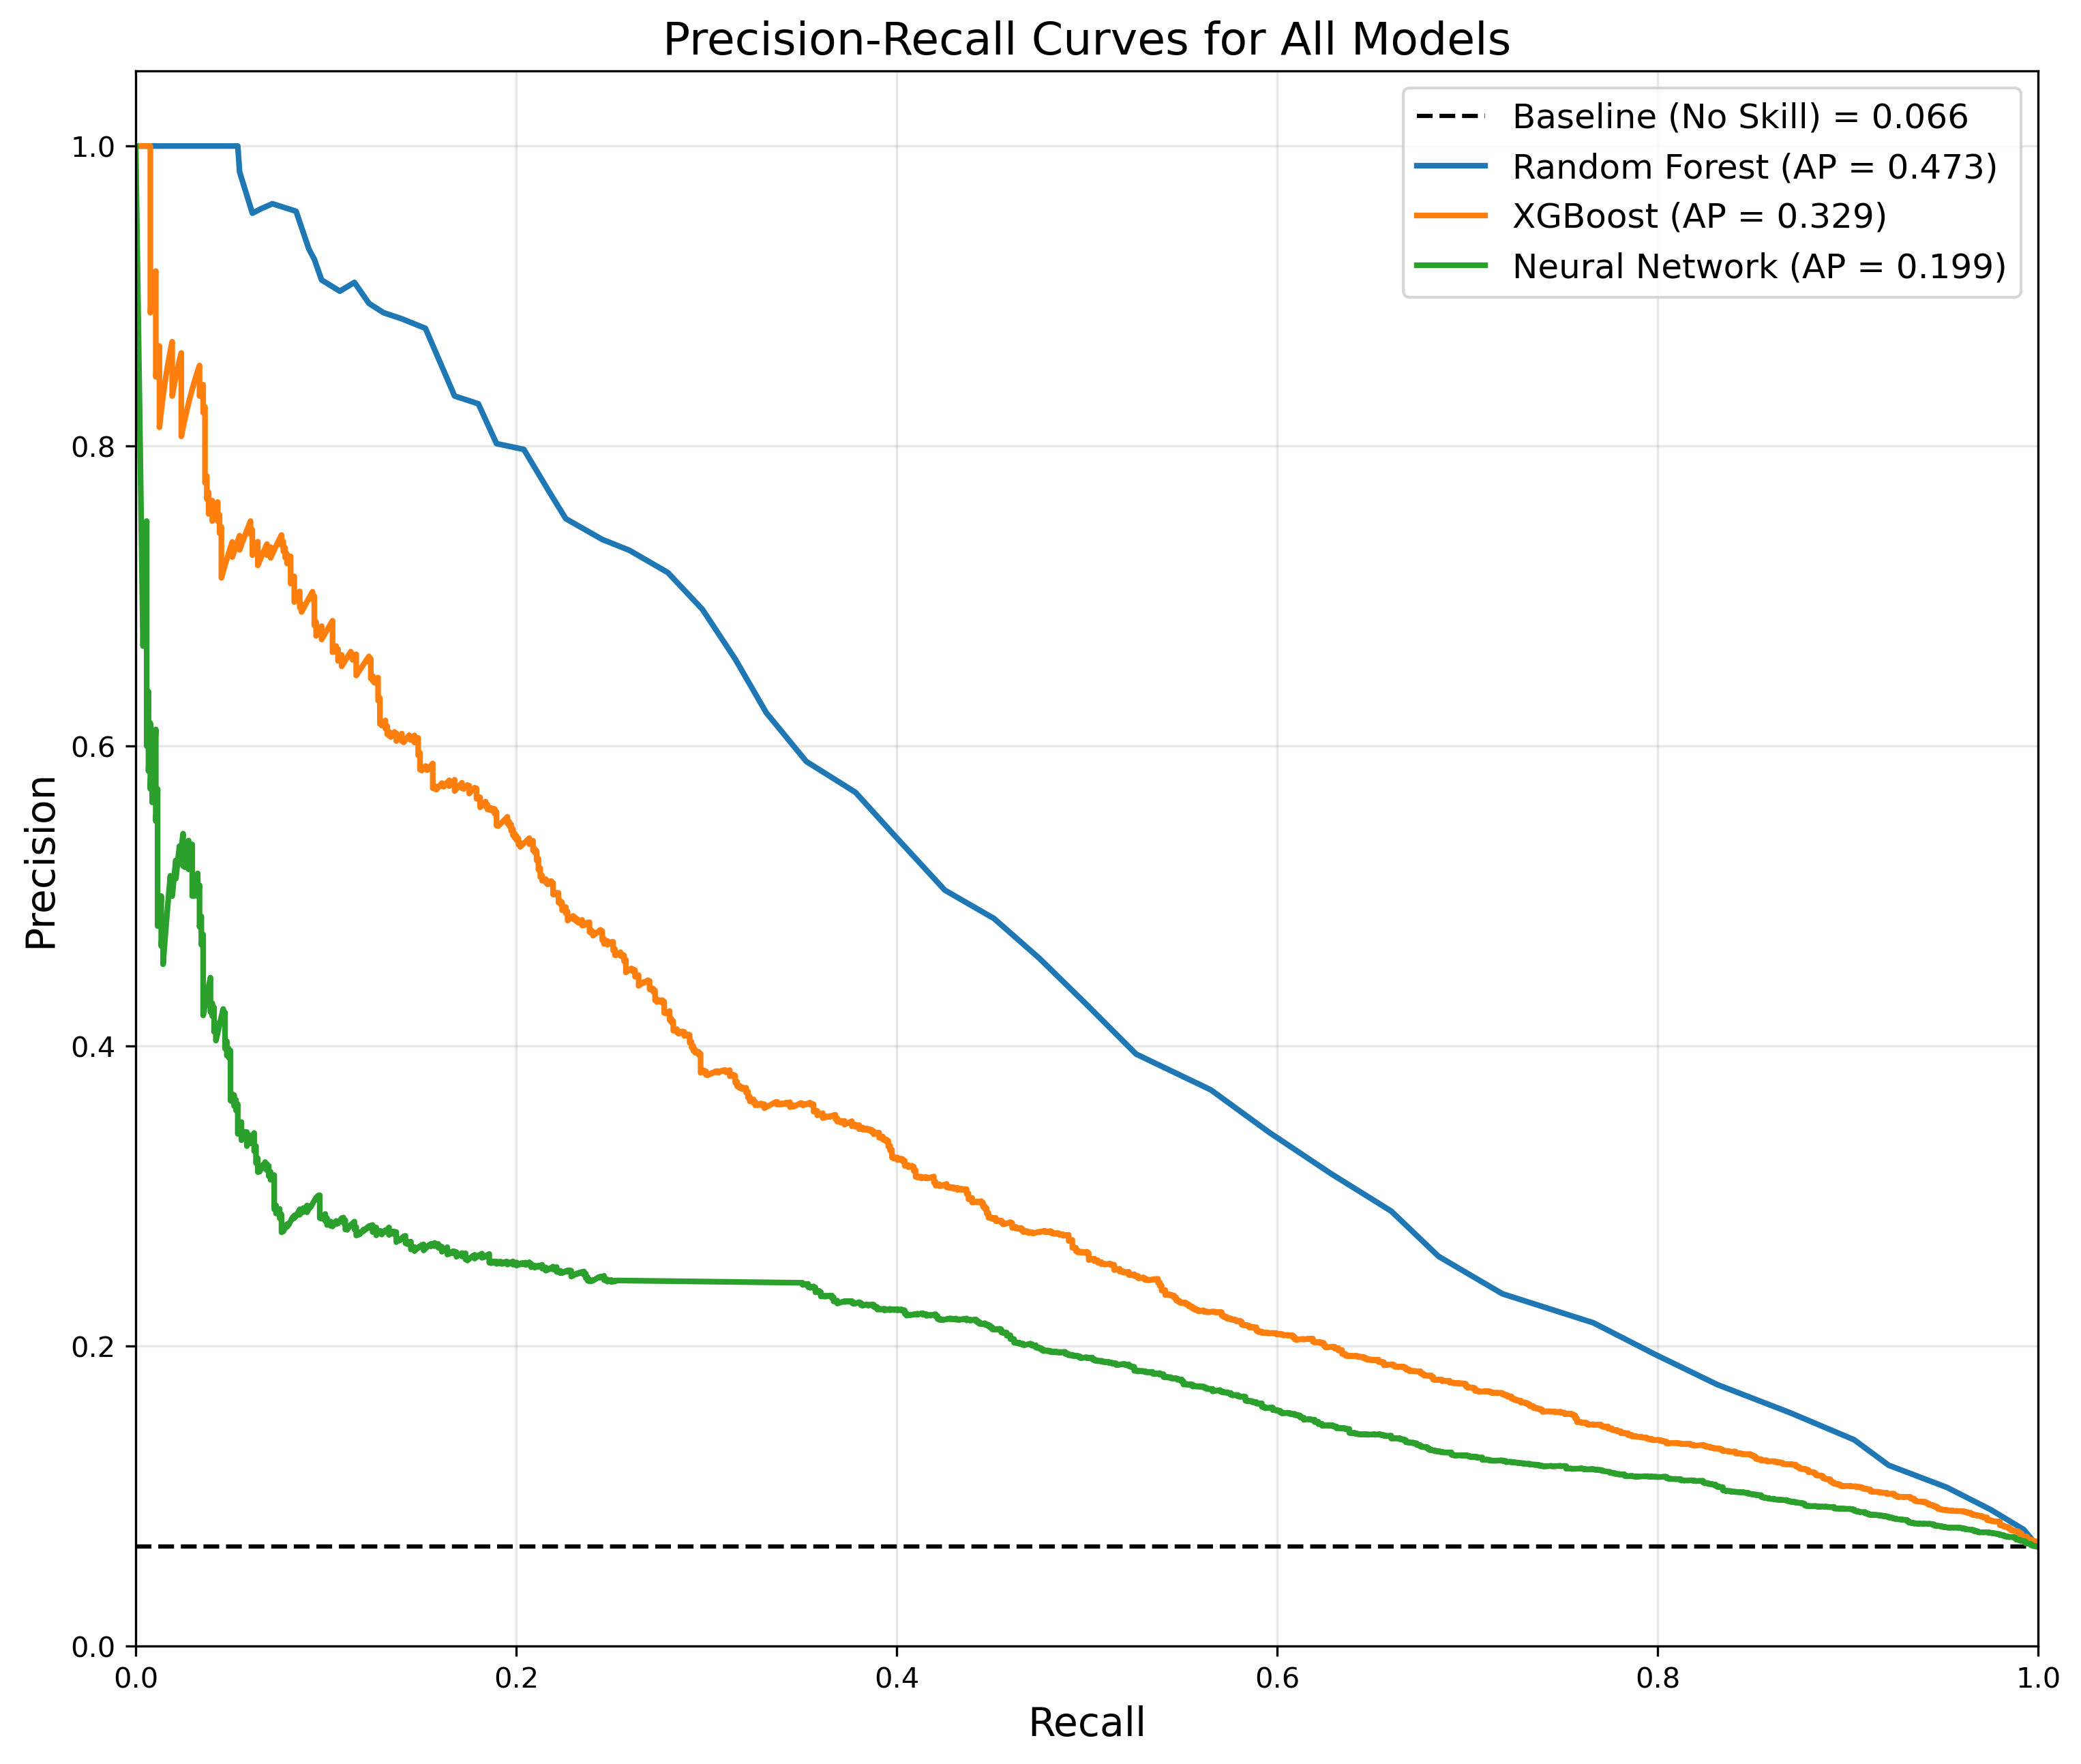 Precision-Recall Curves for All Models
Baseline (No Skill) = 0.066
Random Forest (AP = 0.473)
XGBoost (AP = 0.329)
Neural Network (AP = 0.199)
Precision
1.0
0.8
0.6
0.4
0.2
0.0
0.0 0.2 0.4 0.6 0.8 1.0
Recall